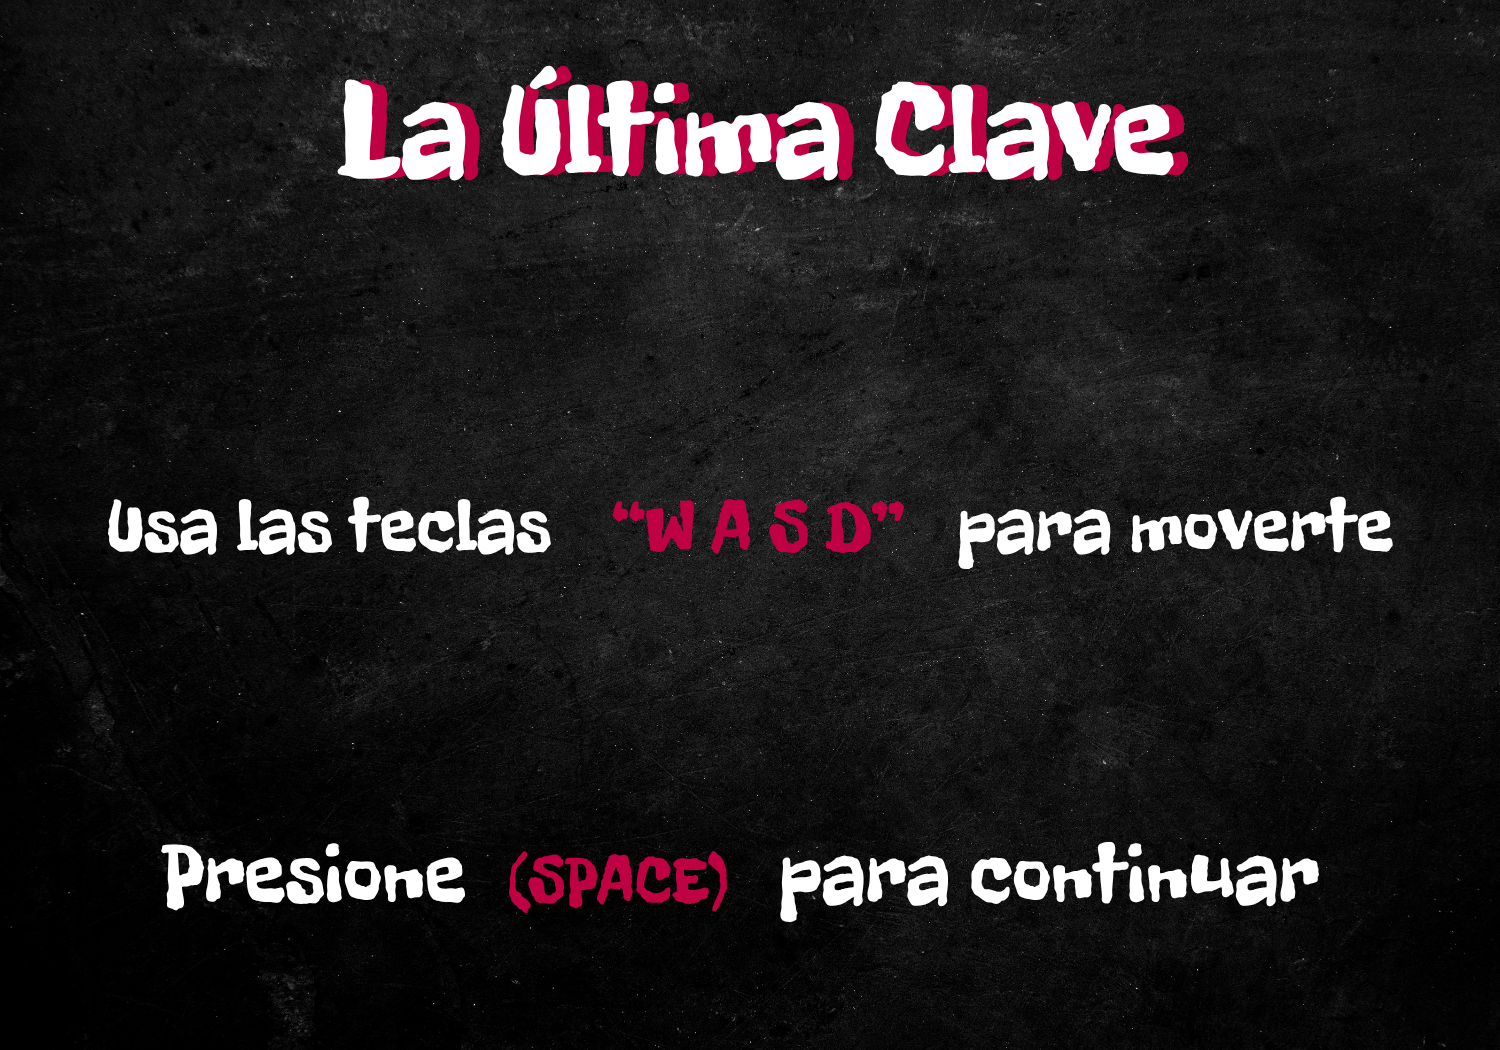 La Última Clave
Usa las teclas “W A S D” para moverte
Presione (SPACE) para continuar